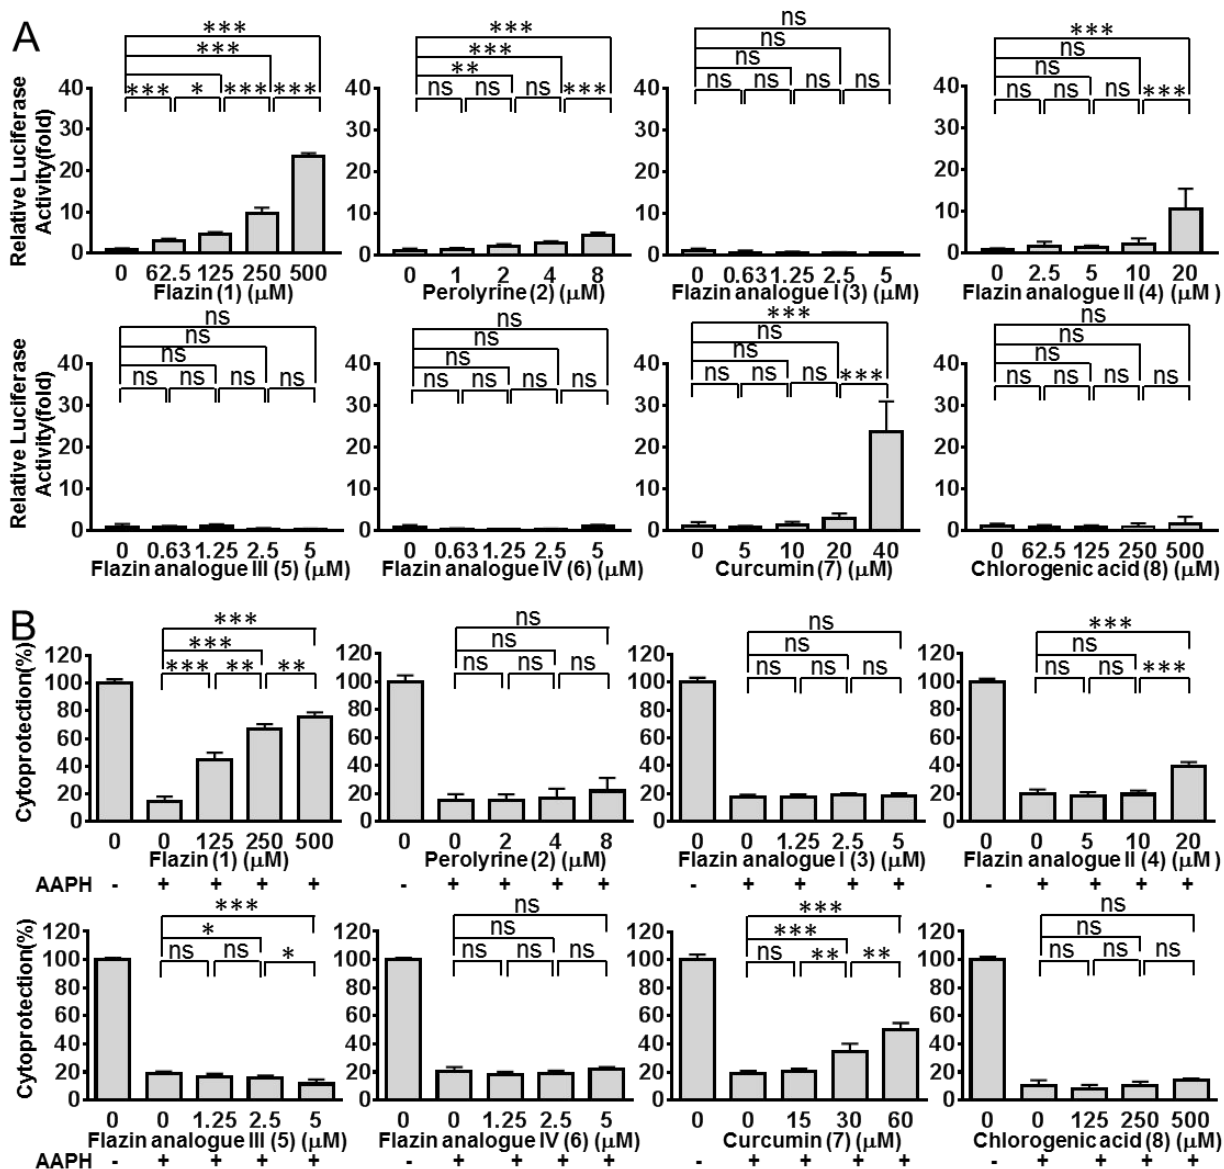 A
Relative Luciferase
Activity(fold)
*** *** *** * *** ***
40
30
20
10
0
0 62.5 125 250 500
Flazin (1) (μM)
*** *** ** ns ns ns ***
40
30
20
10
0
0 1 2 4 8
Perolyrine (2) (μM)
ns ns ns ns ns ns ns
40
30
20
10
0
0 0.63 1.25 2.5 5
Flazin analogue I (3) (μM)
*** ns ns ns ns ns ***
40
30
20
10
0
0 2.5 5 10 20
Flazin analogue II (4) (μM )
Relative Luciferase
Activity(fold)
ns ns ns ns ns ns ns
40
30
20
10
0
0 0.63 1.25 2.5 5
Flazin analogue III (5) (μM)
ns ns ns ns ns ns ns
40
30
20
10
0
0 0.63 1.25 2.5 5
Flazin analogue IV (6) (μM)
*** ns ns ns ns ns ***
40
30
20
10
0
0 5 10 20 40
Curcumin (7) (μM)
ns ns ns ns ns ns ns
40
30
20
10
0
0 62.5 125 250 500
Chlorogenic acid (8) (μM)
B
Cytoprotection(%)
*** *** *** ** **
120
100
80
60
40
20
0
0 0 125 250 500
Flazin (1) (μM)
AAPH - + + + +
ns ns ns ns ns
120
100
80
60
40
20
0
0 0 2 4 8
Perolyrine (2) (μM)
- + + + +
ns ns ns ns ns
120
100
80
60
40
20
0
0 0 1.25 2.5 5
Flazin analogue I (3) (μM)
- + + + +
*** ns ns ns ***
120
100
80
60
40
20
0
0 0 5 10 20
Flazin analogue II (4) (μM )
- + + + +
Cytoprotection(%)
*** * ns ns *
120
100
80
60
40
20
0
0 0 1.25 2.5 5
Flazin analogue III (5) (μM)
AAPH - + + + +
ns ns ns ns ns
120
100
80
60
40
20
0
0 0 1.25 2.5 5
Flazin analogue IV (6) (μM)
- + + + +
*** *** ns ** **
120
100
80
60
40
20
0
0 0 15 30 60
Curcumin (7) (μM)
- + + + +
ns ns ns ns ns
120
100
80
60
40
20
0
0 0 125 250 500
Chlorogenic acid (8) (μM)
- + + + +